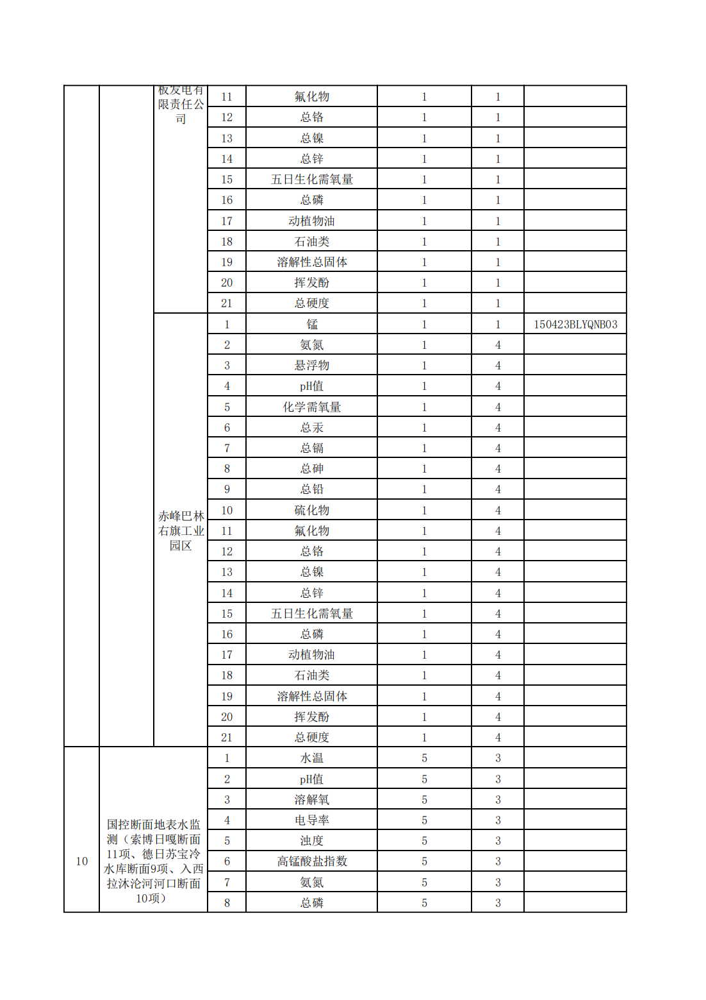 板发电有
限责任公
司
11 氟化物 1 1
12 总铬 1 1
13 总镍 1 1
14 总锌 1 1
15 五日生化需氧量 1 1
16 总磷 1 1
17 动植物油 1 1
18 石油类 1 1
19 溶解性总固体 1 1
20 挥发酚 1 1
21 总硬度 1 1
赤峰巴林
右旗工业
园区
1 锰 1 1 150423BLYQNB03
2 氨氮 1 4
3 悬浮物 1 4
4 pH值 1 4
5 化学需氧量 1 4
6 总汞 1 4
7 总镉 1 4
8 总砷 1 4
9 总铅 1 4
10 硫化物 1 4
11 氟化物 1 4
12 总铬 1 4
13 总镍 1 4
14 总锌 1 4
15 五日生化需氧量 1 4
16 总磷 1 4
17 动植物油 1 4
18 石油类 1 4
19 溶解性总固体 1 4
20 挥发酚 1 4
21 总硬度 1 4
10
国控断面地表水监
测（索博日嘎断面
11项、德日苏宝冷
水库断面9项、入西
拉沐沦河河口断面
10项）
1 水温 5 3
2 pH值 5 3
3 溶解氧 5 3
4 电导率 5 3
5 浊度 5 3
6 高锰酸盐指数 5 3
7 氨氮 5 3
8 总磷 5 3